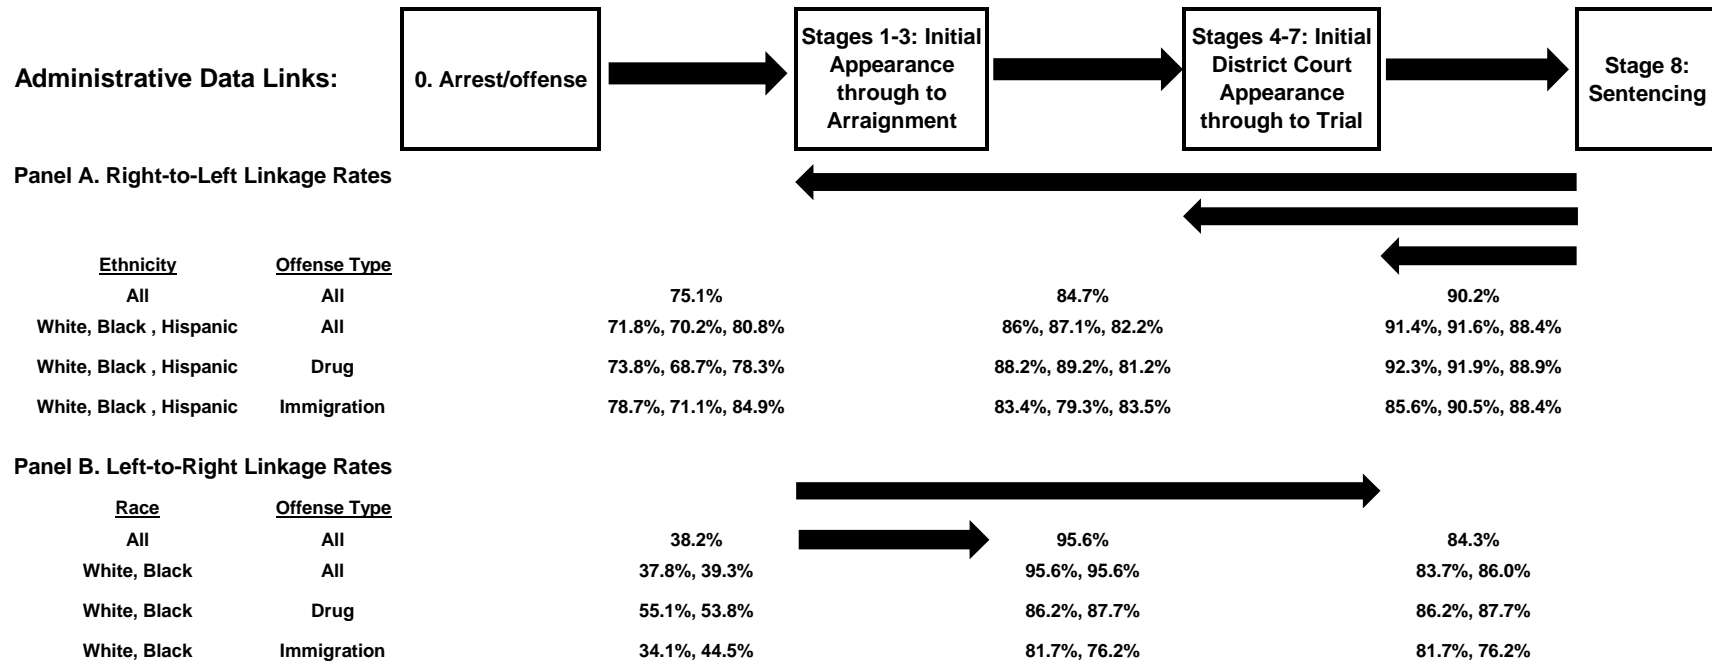 Administrative Data Links:
0. Arrest/offense
Stages 1-3: Initial
Appearance
through to
Arraignment
Stages 4-7: Initial
District Court
Appearance
through to Trial
Stage 8:
Sentencing
Panel A. Right-to-Left Linkage Rates
Ethnicity Offense Type
All All 75.1% 84.7% 90.2%
White, Black , Hispanic All 71.8%, 70.2%, 80.8% 86%, 87.1%, 82.2% 91.4%, 91.6%, 88.4%
White, Black , Hispanic Drug 73.8%, 68.7%, 78.3% 88.2%, 89.2%, 81.2% 92.3%, 91.9%, 88.9%
White, Black , Hispanic Immigration 78.7%, 71.1%, 84.9% 83.4%, 79.3%, 83.5% 85.6%, 90.5%, 88.4%
Panel B. Left-to-Right Linkage Rates
Race Offense Type
All All 38.2% 95.6% 84.3%
White, Black All 37.8%, 39.3% 95.6%, 95.6% 83.7%, 86.0%
White, Black Drug 55.1%, 53.8% 86.2%, 87.7% 86.2%, 87.7%
White, Black Immigration 34.1%, 44.5% 81.7%, 76.2% 81.7%, 76.2%